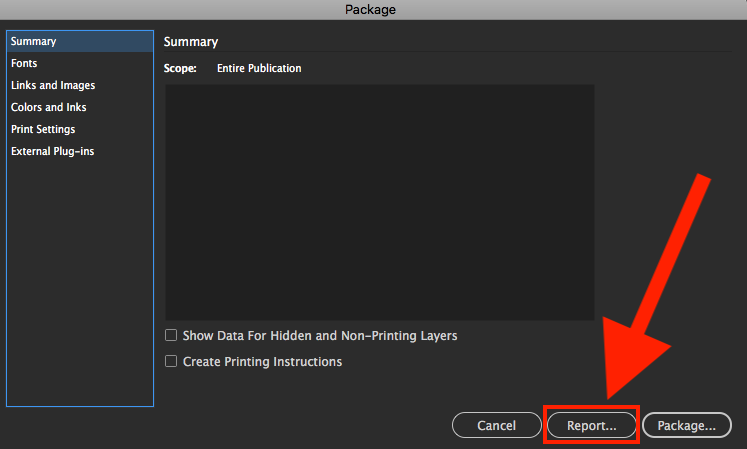 Package
Summary
Fonts
Links and Images
Colors and Inks
Print Settings
External Plug-ins
Summary
Scope: Entire Publication
Show Data For Hidden and Non-Printing Layers
Create Printing Instructions
Cancel Report... Package...